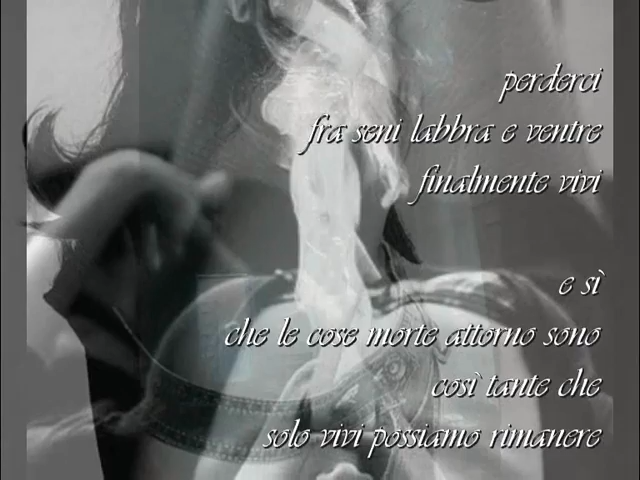 perderci
fra seni labbra e ventre
finalmente vivi
e sì
che le cose morte attorno sono
così tante che
solo vivi possiamo rimanere